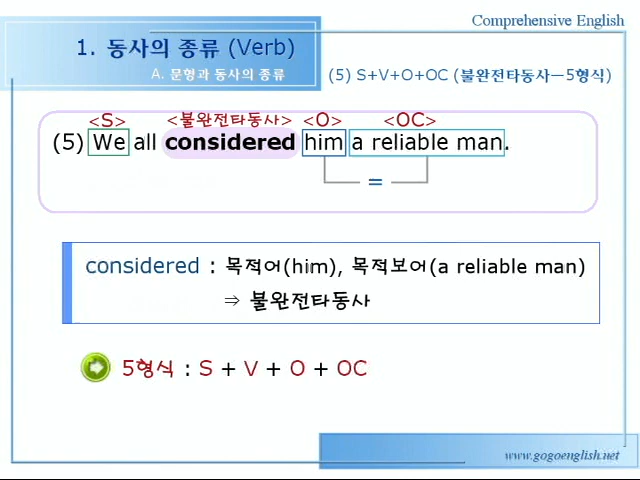 Comprehensive English
1. 동사의 종류 (Verb)
A. 문형과 동사의 종류
(5) S+V+O+OC (불완전타동사—5형식)
<S> <불완전타동사> <O> <OC>
(5) We all considered him a reliable man.
=
considered : 목적어(him), 목적보어(a reliable man)
⇒ 불완전타동사
5형식 : S + V + O + OC
www.gogoenglish.net